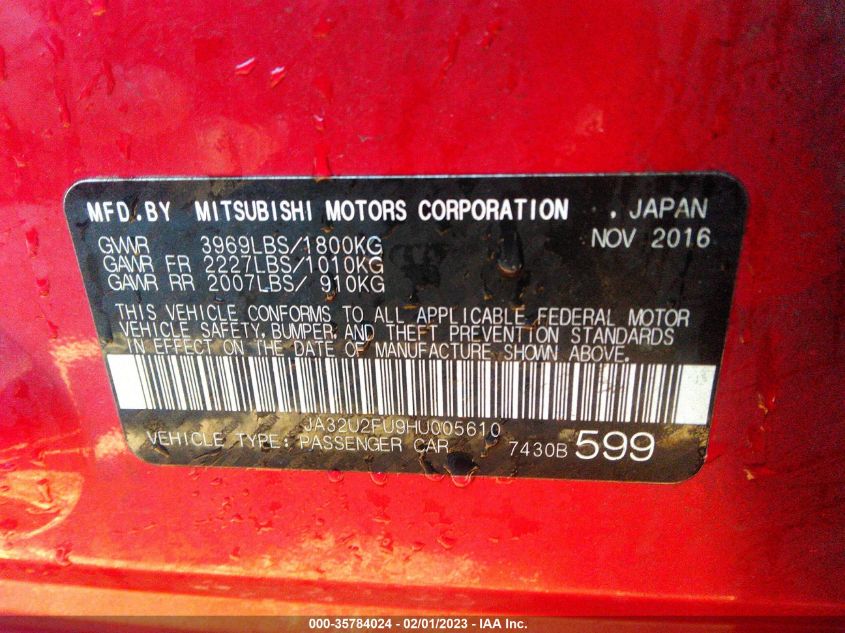 MFD.BY MITSUBISHI MOTORS CORPORATION , JAPAN
GVWR 3969LBS/1800KG NOV 2016
GAWR FR 2227LBS/1010KG
GAWR RR 2007LBS/ 910KG
THIS VEHICLE CONFORMS TO ALL APPLICABLE FEDERAL MOTOR
VEHICLE SAFETY, BUMPER, AND THEFT PREVENTION STANDARDS
IN EFFECT ON THE DATE OF MANUFACTURE SHOWN ABOVE.
JA32U2FU9HU005610
VEHICLE TYPE: PASSENGER CAR 7430B 599
000-35784024 - 02/01/2023 - IAA Inc.